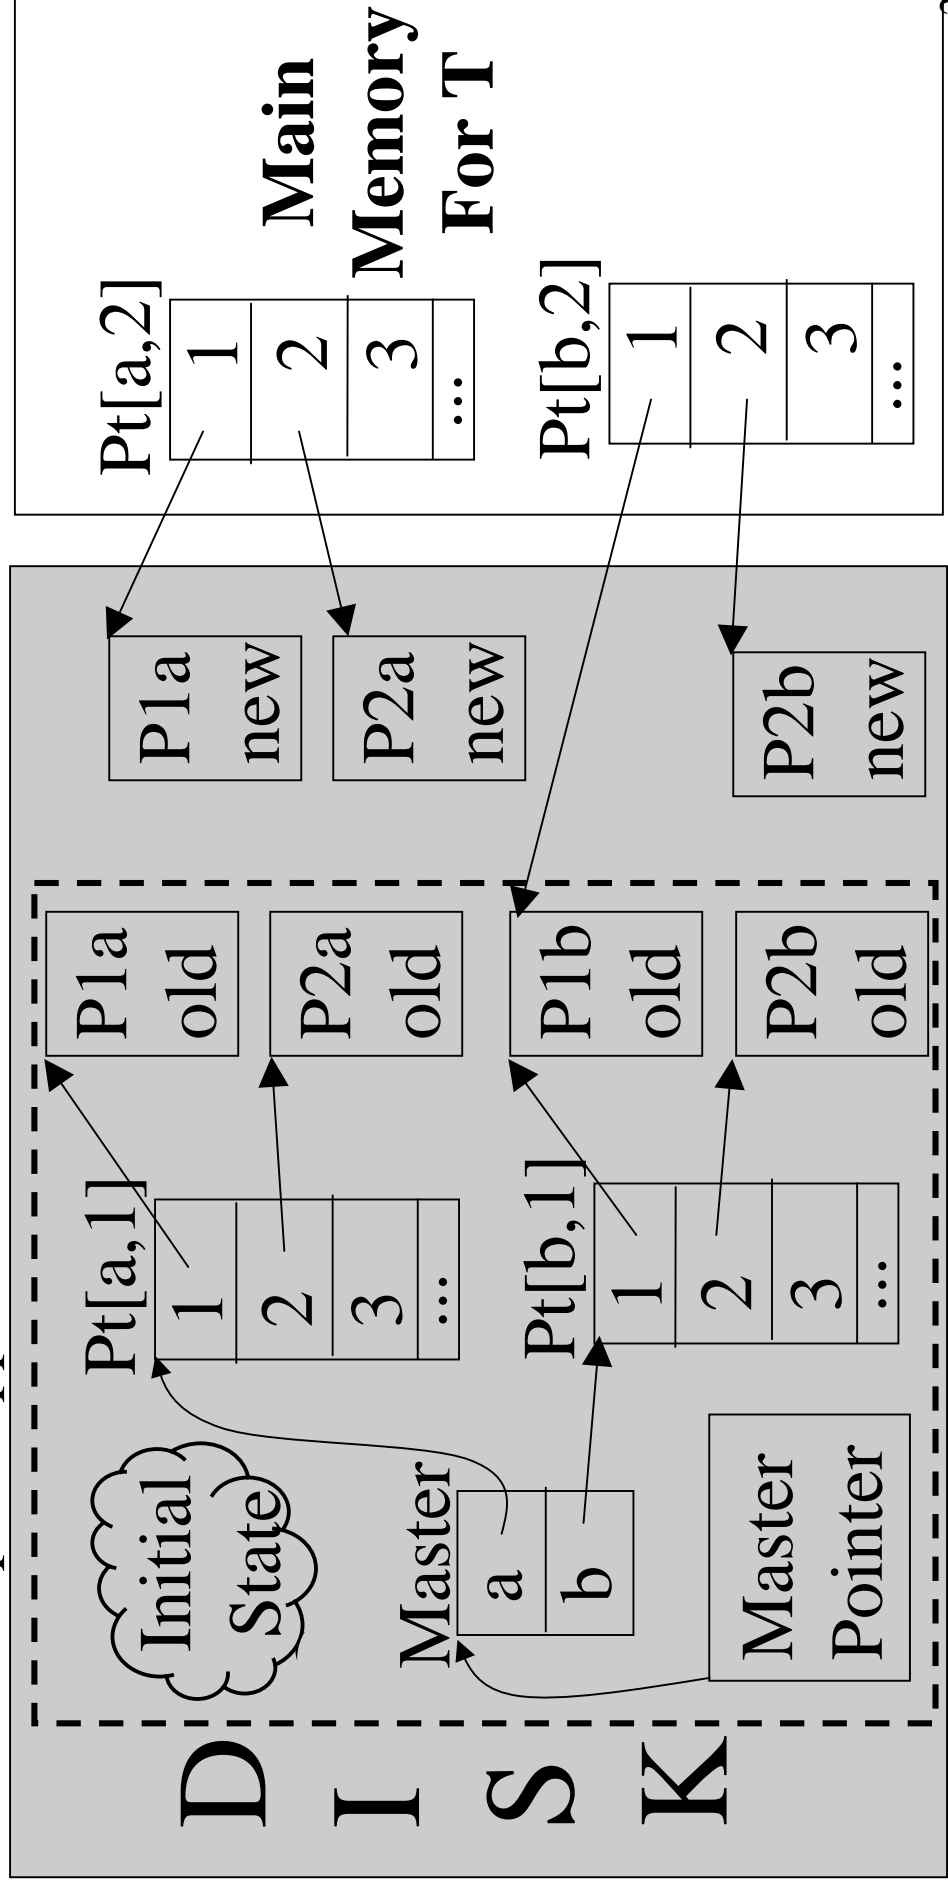 D
I
S
K
Initial
State
Master
a
b
Master
Pointer
Pt[a,1]
1
2
3
...
Pt[b,1]
1
2
3
...
P1a
old
P2a
old
P1b
old
P2b
old
P1a
new
P2a
new
P2b
new
Pt[a,2]
1
2
3
...
Pt[b,2]
1
2
3
...
Main
Memory
For T